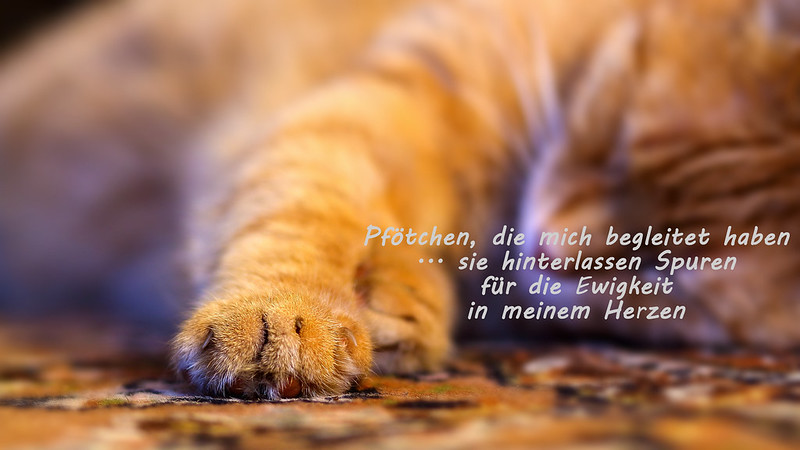 Pfötchen, die mich begleitet haben
... sie hinterlassen Spuren
für die Ewigkeit
in meinem Herzen